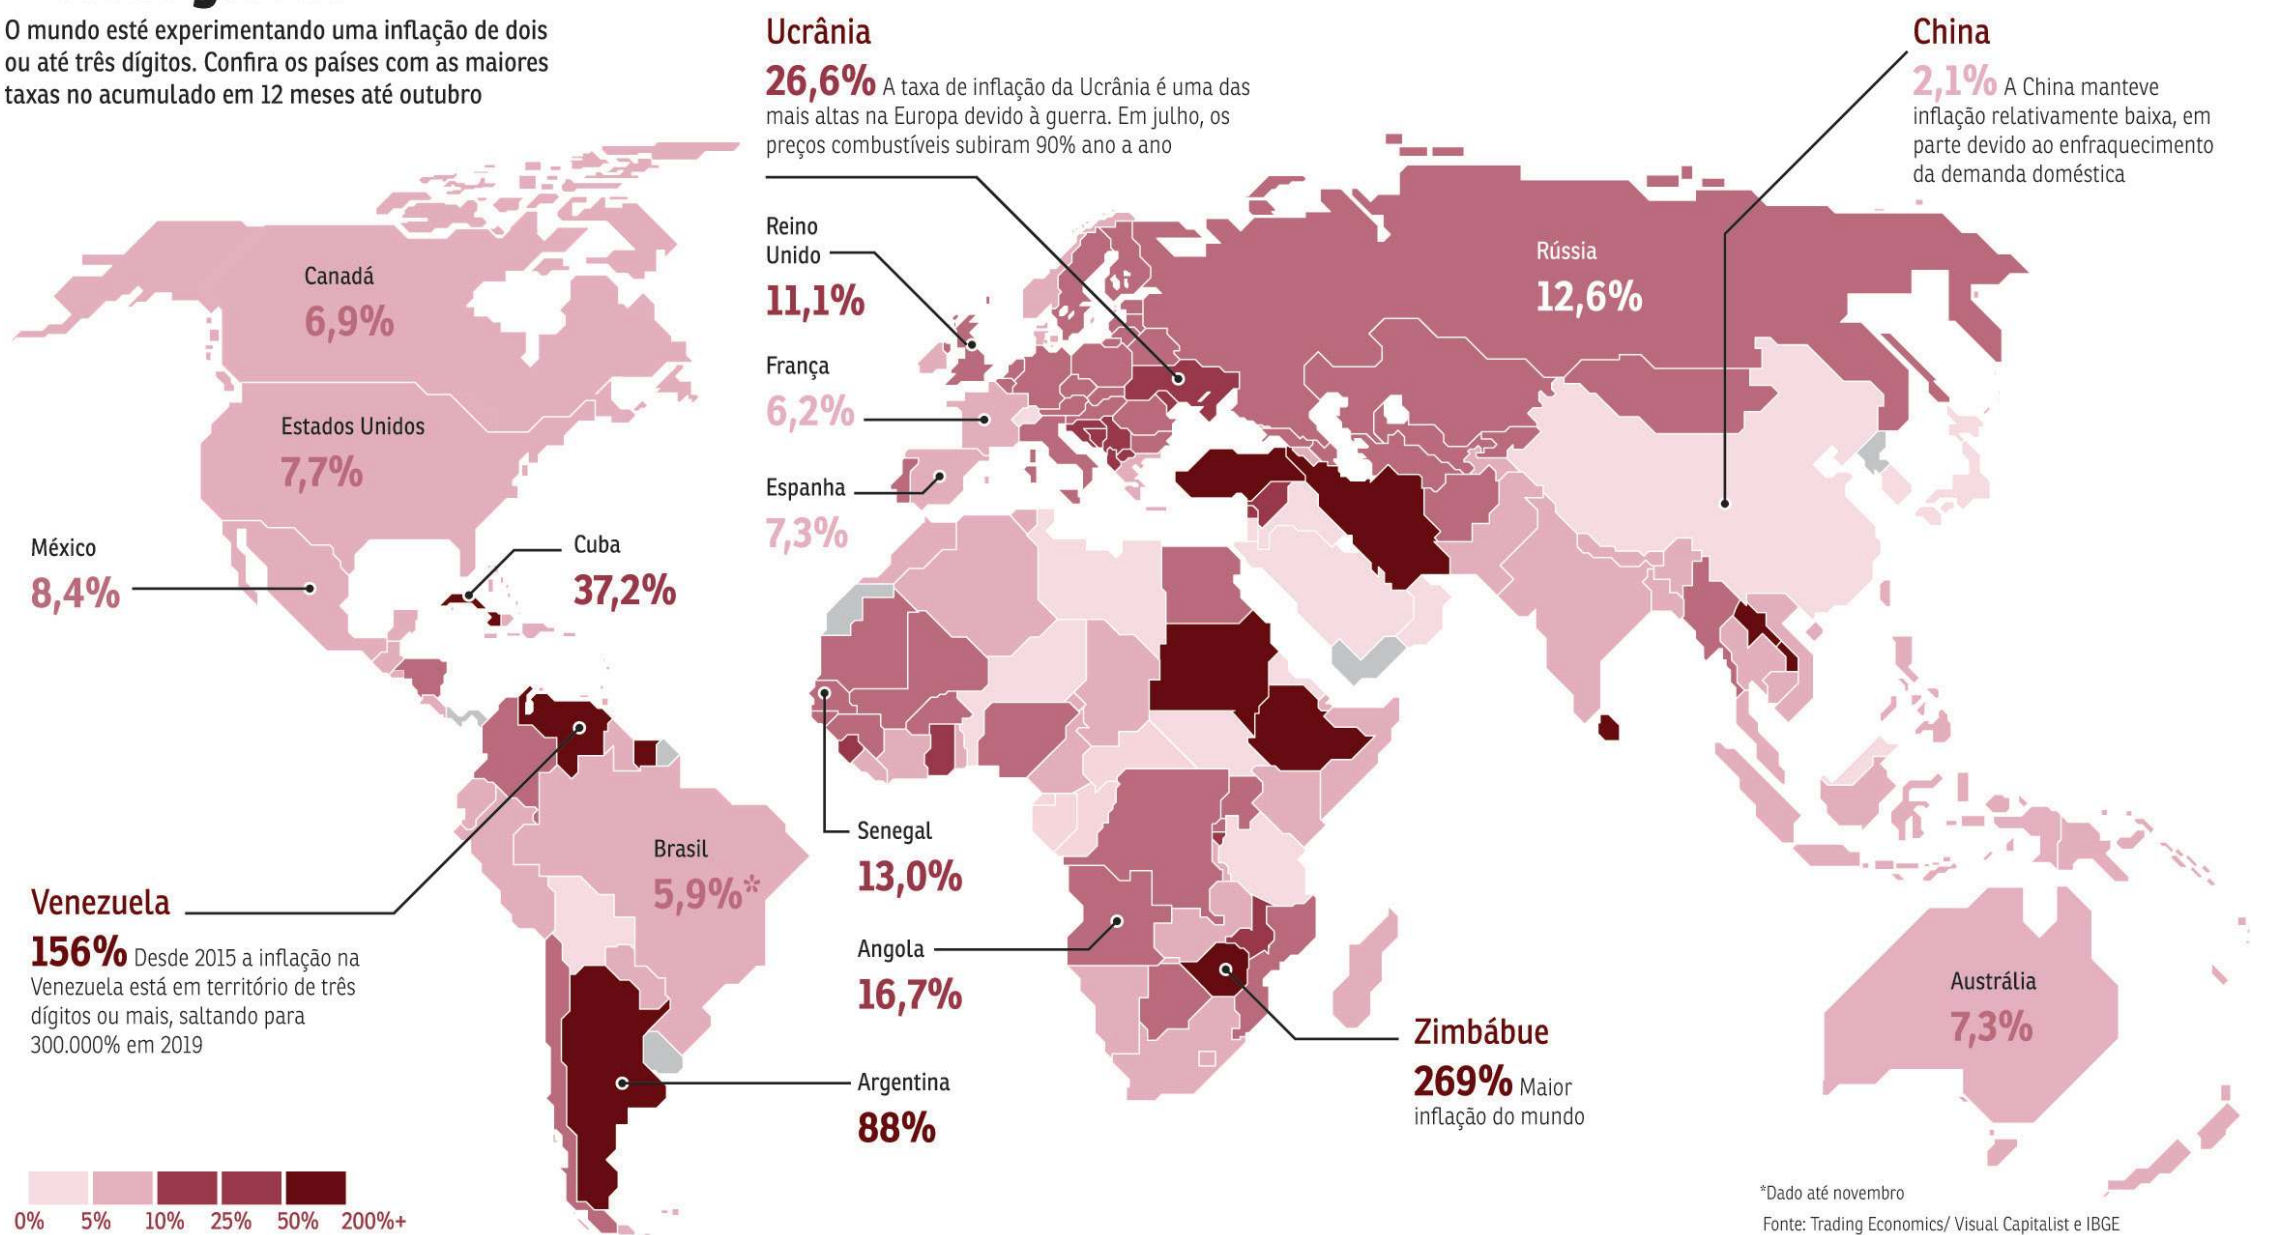 O mundo esté experimentando uma inflação de dois
ou até três dígitos. Confira os países com as maiores
taxas no acumulado em 12 meses até outubro
Ucrânia
26,6% A taxa de inflação da Ucrânia é uma das
mais altas na Europa devido à guerra. Em julho, os
preços combustíveis subiram 90% ano a ano
China
2,1% A China manteve
inflação relativamente baixa, em
parte devido ao enfraquecimento
da demanda doméstica
Reino
Unido
11,1%
Rússia
12,6%
Canadá
6,9%
França
6,2%
Estados Unidos
7,7%
Espanha
7,3%
México
8,4%
Cuba
37,2%
Senegal
13,0%
Brasil
5,9%*
Venezuela
156% Desde 2015 a inflação na
Venezuela está em território de três
dígitos ou mais, saltando para
300.000% em 2019
Angola
16,7%
Austrália
7,3%
Zimbábue
269% Maior
inflação do mundo
Argentina
88%
0% 5% 10% 25% 50% 200%+
*Dado até novembro
Fonte: Trading Economics/ Visual Capitalist e IBGE